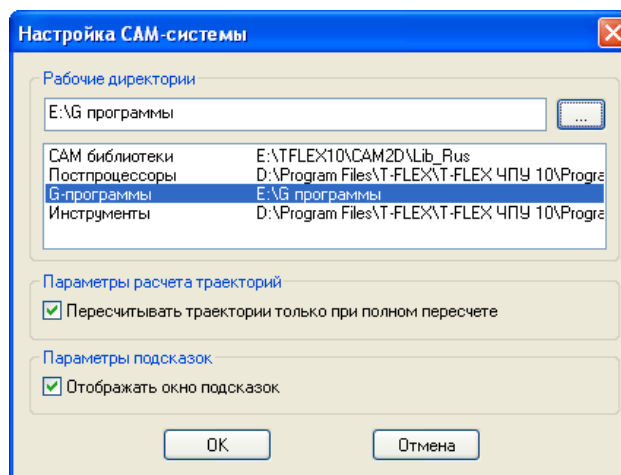 Настройка САМ-системы
Рабочие директории
E:\G программы
...
САМ библиотеки E:\TFLEX10\CAM2D\Lib_Rus
Постпроцессоры D:\Program Files\T-FLEX\T-FLEX ЧПУ 10\Progra
G-программы E:\G программы
Инструменты D:\Program Files\T-FLEX\T-FLEX ЧПУ 10\Progra
Параметры расчета траекторий
Пересчитывать траектории только при полном пересчете
Параметры подсказок
Отображать окно подсказок
OK Отмена